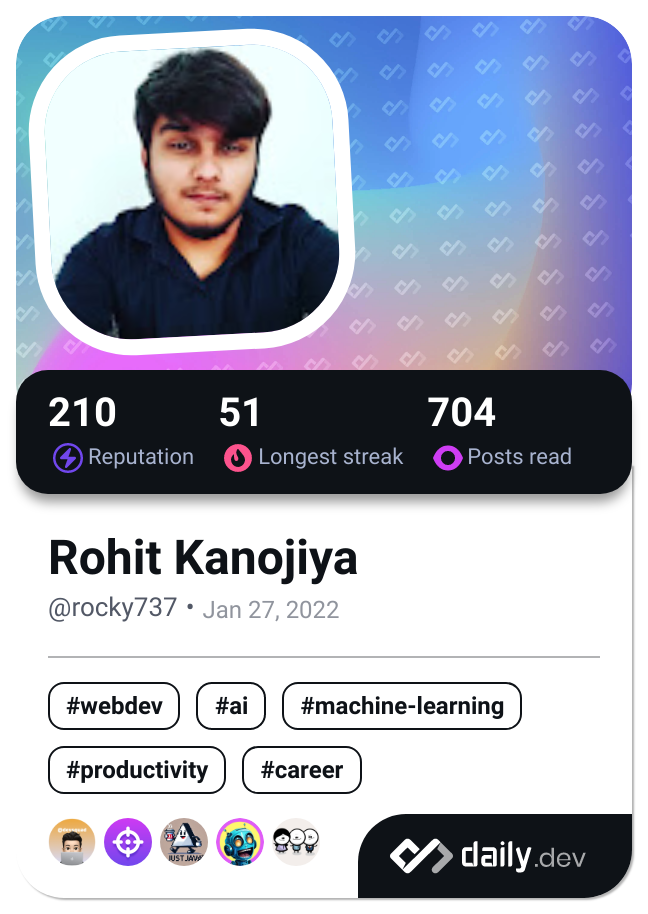 210 51 704
Reputation Longest streak Posts read
Rohit Kanojiya
@rocky737 • Jan 27, 2022
#webdev #ai #machine-learning
#productivity #career
JUST JAVA
daily.dev